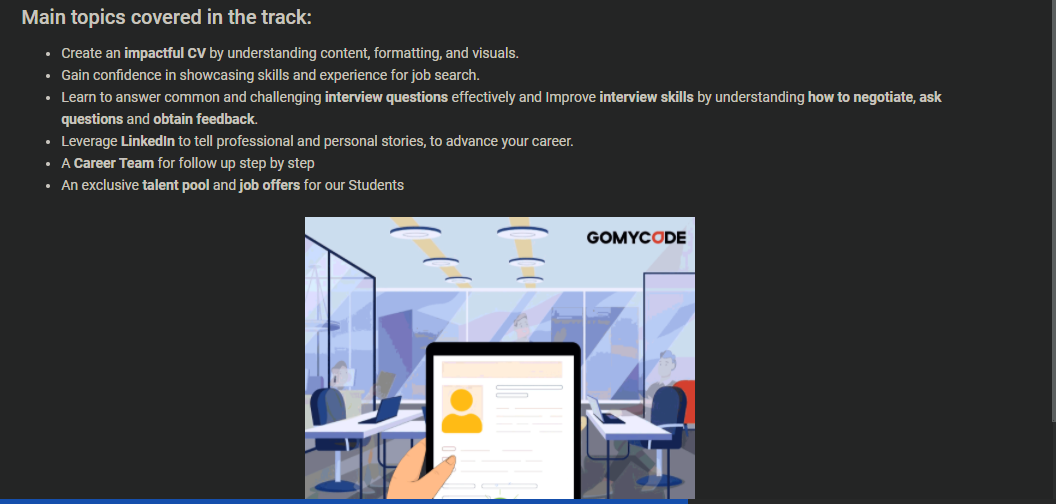 Main topics covered in the track:
Create an impactful CV by understanding content, formatting, and visuals.
Gain confidence in showcasing skills and experience for job search.
Learn to answer common and challenging interview questions effectively and Improve interview skills by understanding how to negotiate, ask
questions and obtain feedback.
Leverage LinkedIn to tell professional and personal stories, to advance your career.
A Career Team for follow up step by step
An exclusive talent pool and job offers for our Students
GOMYCODE